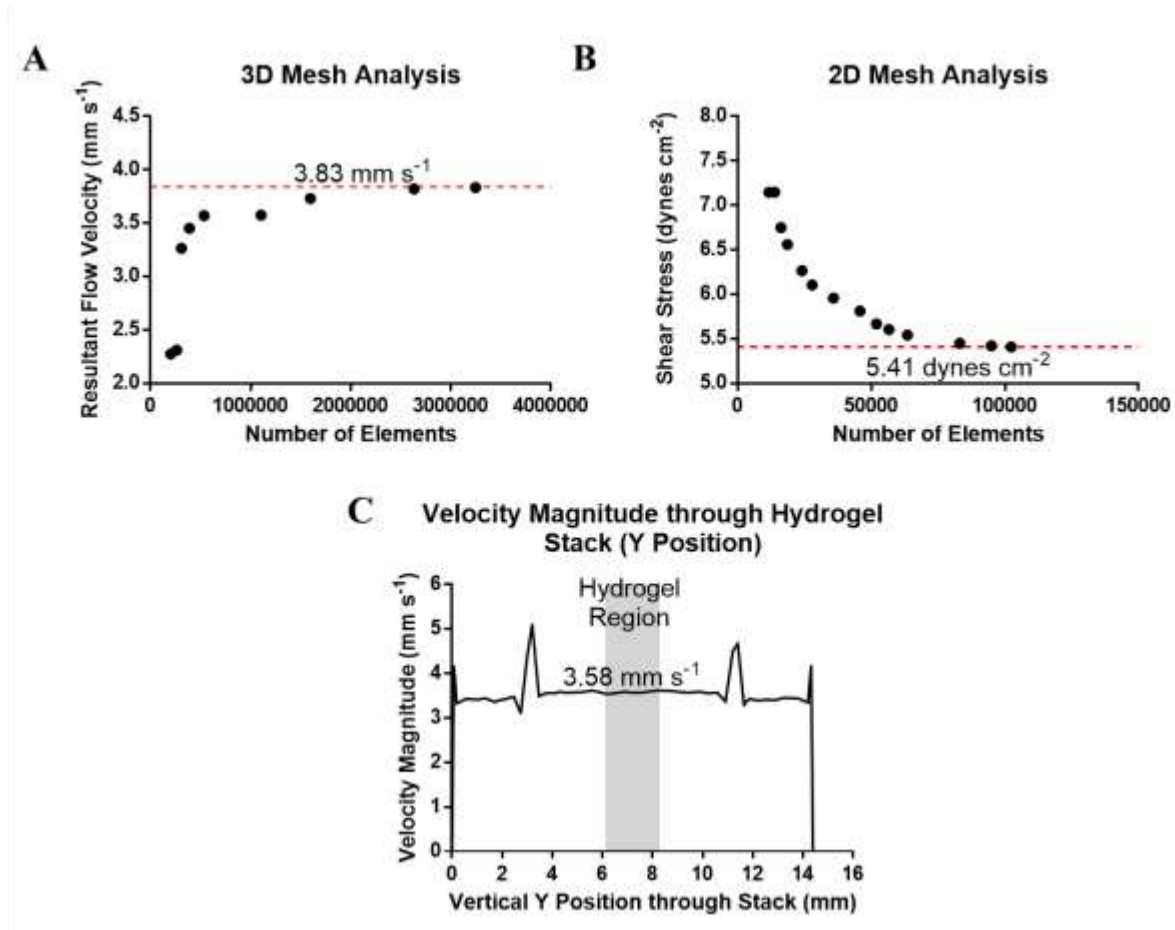 A
3D Mesh Analysis
Resultant Flow Velocity (mm s⁻¹)
4.5
4.0
3.5
3.0
2.5
2.0
3.83 mm s⁻¹
0 1000000 2000000 3000000 4000000
Number of Elements
B
2D Mesh Analysis
Shear Stress (dynes cm⁻²)
8.0
7.5
7.0
6.5
6.0
5.5
5.0
5.41 dynes cm⁻²
0 50000 100000 150000
Number of Elements
C
Velocity Magnitude through Hydrogel
Stack (Y Position)
Velocity Magnitude (mm s⁻¹)
6
5
4
3
2
1
0
Hydrogel
Region
3.58 mm s⁻¹
0 2 4 6 8 10 12 14 16
Vertical Y Position through Stack (mm)